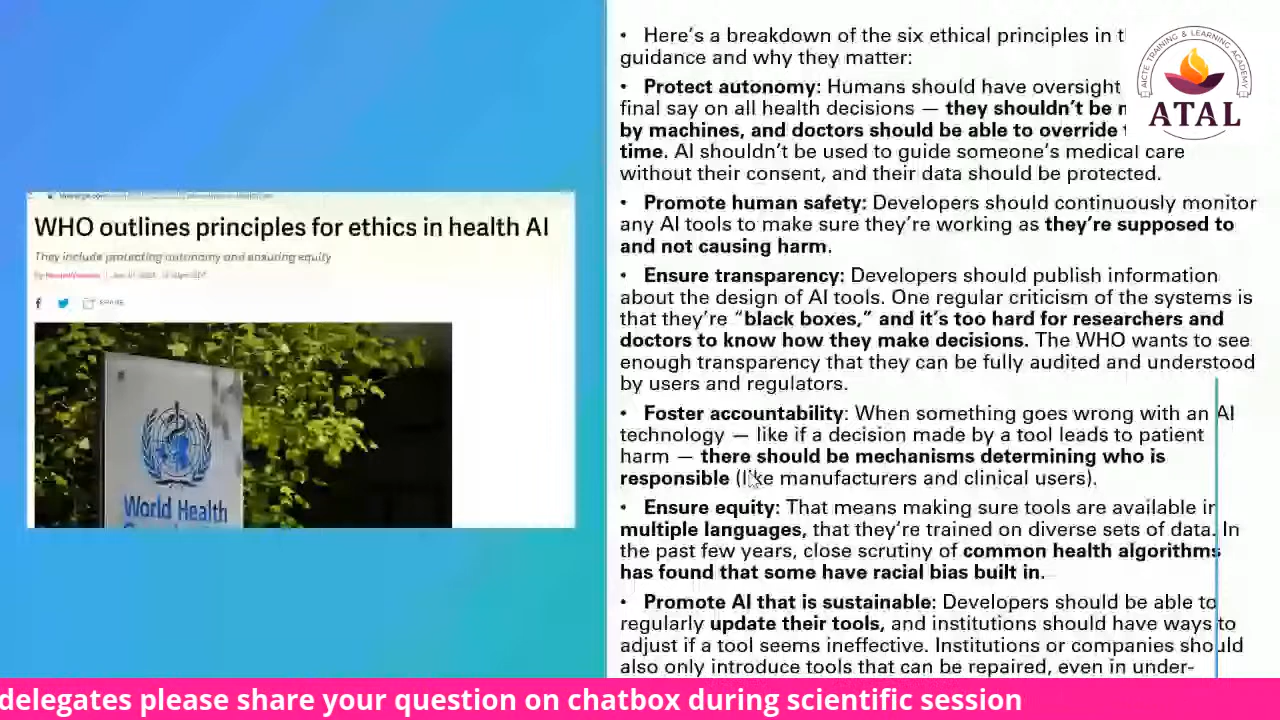 WHO outlines principles for ethics in health AI
They include protecting autonomy and ensuring equity
SHARE
World Health
• Here's a breakdown of the six ethical principles in
guidance and why they matter:
• Protect autonomy: Humans should have oversight
final say on all health decisions — they shouldn't be
by machines, and doctors should be able to override
time. AI shouldn't be used to guide someone's medical care
without their consent, and their data should be protected.
• Promote human safety: Developers should continuously monitor
any AI tools to make sure they're working as they're supposed to
and not causing harm.
• Ensure transparency: Developers should publish information
about the design of AI tools. One regular criticism of the systems is
that they're “black boxes,” and it's too hard for researchers and
doctors to know how they make decisions. The WHO wants to see
enough transparency that they can be fully audited and understood
by users and regulators.
• Foster accountability: When something goes wrong with an AI
technology — like if a decision made by a tool leads to patient
harm — there should be mechanisms determining who is
responsible (like manufacturers and clinical users).
• Ensure equity: That means making sure tools are available in
multiple languages, that they're trained on diverse sets of data. In
the past few years, close scrutiny of common health algorithms
has found that some have racial bias built in.
• Promote AI that is sustainable: Developers should be able to
regularly update their tools, and institutions should have ways to
adjust if a tool seems ineffective. Institutions or companies should
also only introduce tools that can be repaired, even in under-
AICTE TRAINING & LEARNING ACADEMY
ATAL
delegates please share your question on chatbox during scientific session